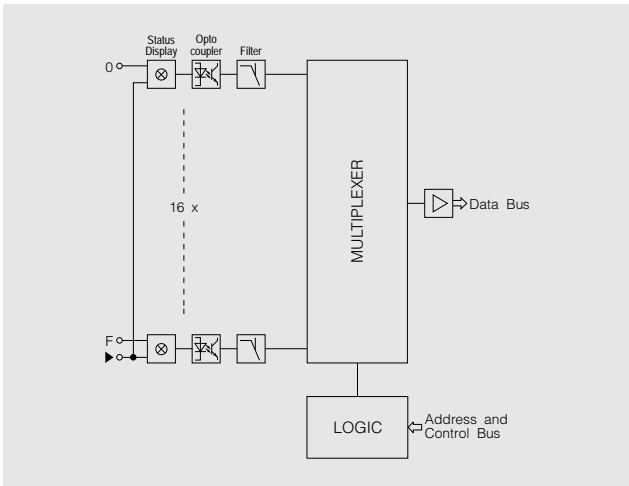 Status
Display
Opto
coupler
Filter
0
16 x
MULTIPLEXER
Data Bus
F
LOGIC
Address and
Control Bus